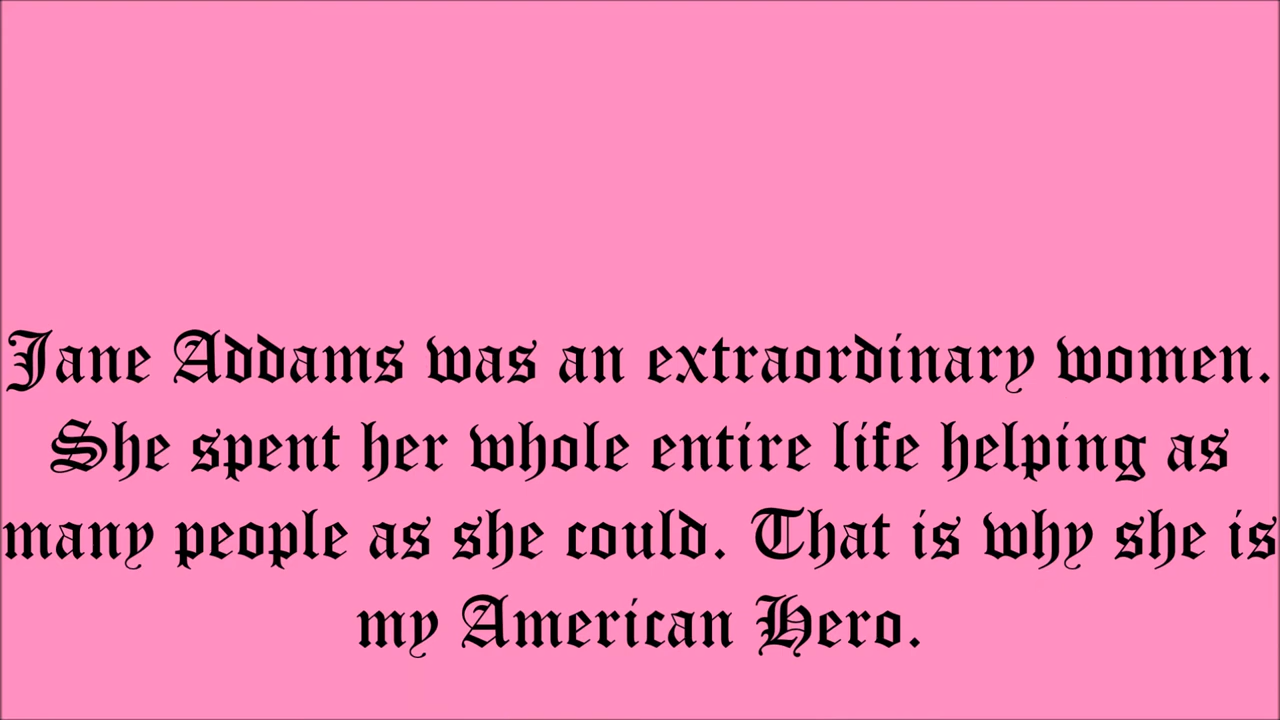 Jane Addams was an extraordinary women.
She spent her whole entire life helping as
many people as she could. That is why she is
my American Hero.